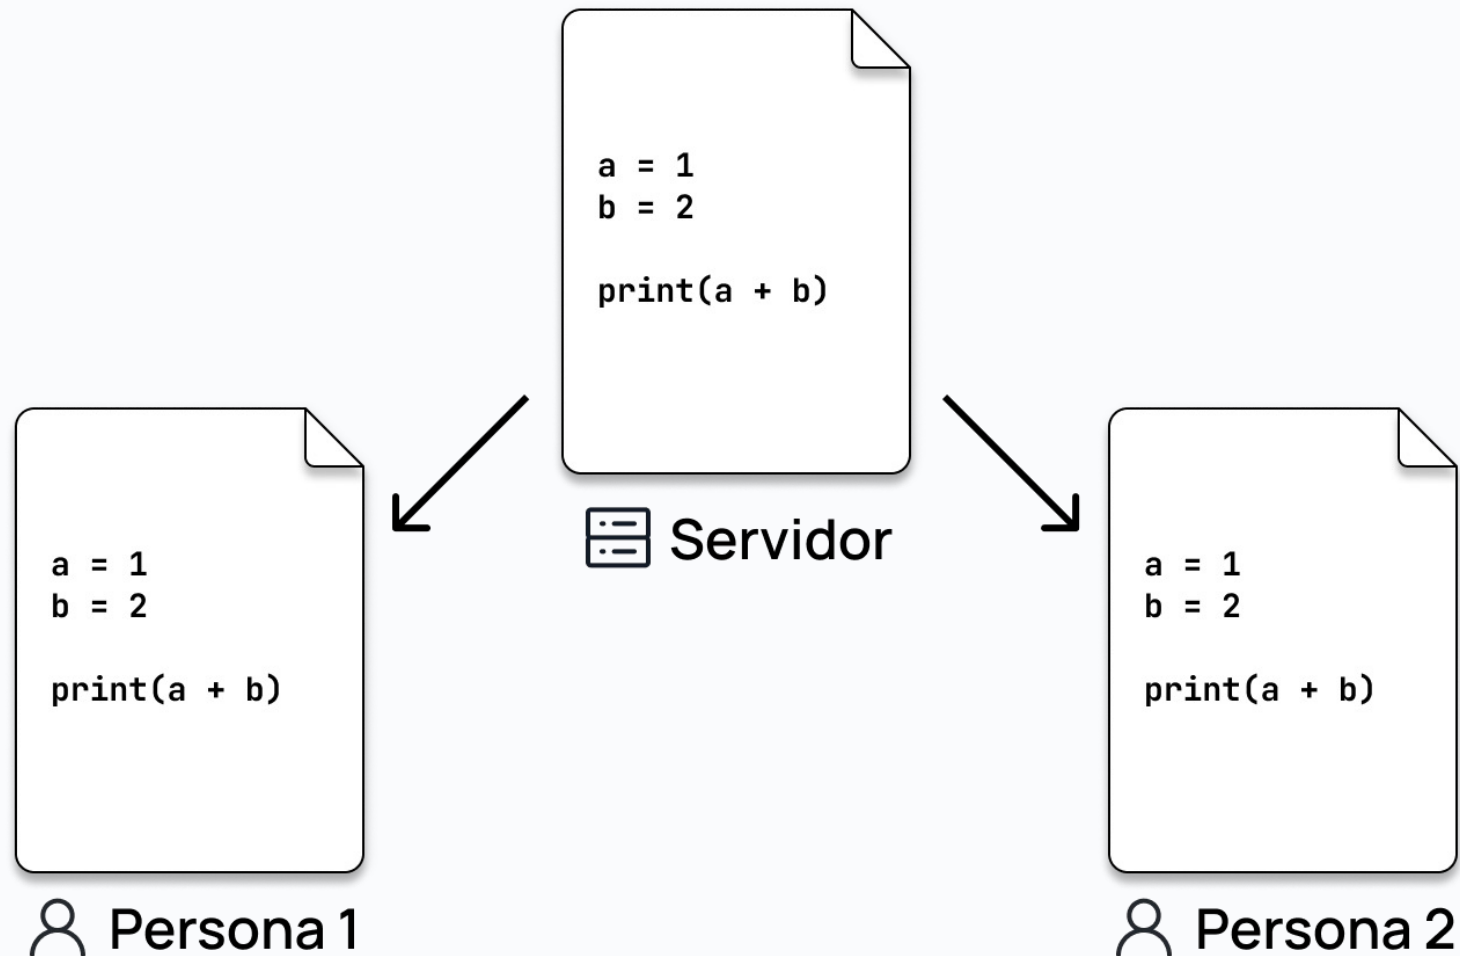 a = 1
b = 2
print(a + b)
Servidor
a = 1
b = 2
print(a + b)
Persona 1
a = 1
b = 2
print(a + b)
Persona 2